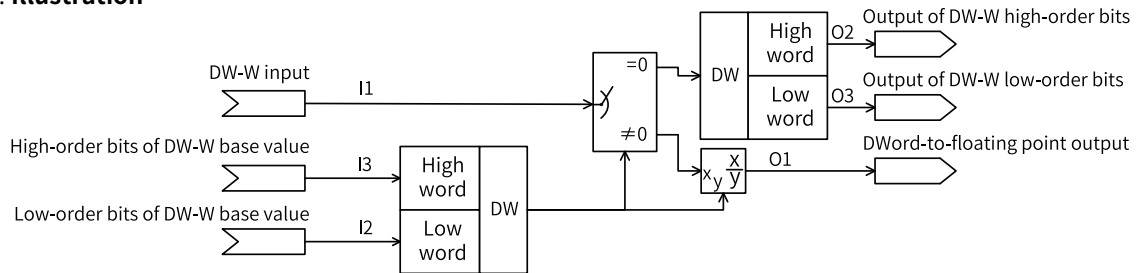 Illustration
Output of DW-W high-order bits
High word
O2
DW-W input
=0
DW
Output of DW-W low-order bits
I1
Low word
O3
≠0
DWord-to-floating point output
High-order bits of DW-W base value
I3
High word
x y x/y
O1
DW
Low-order bits of DW-W base value
I2
Low word